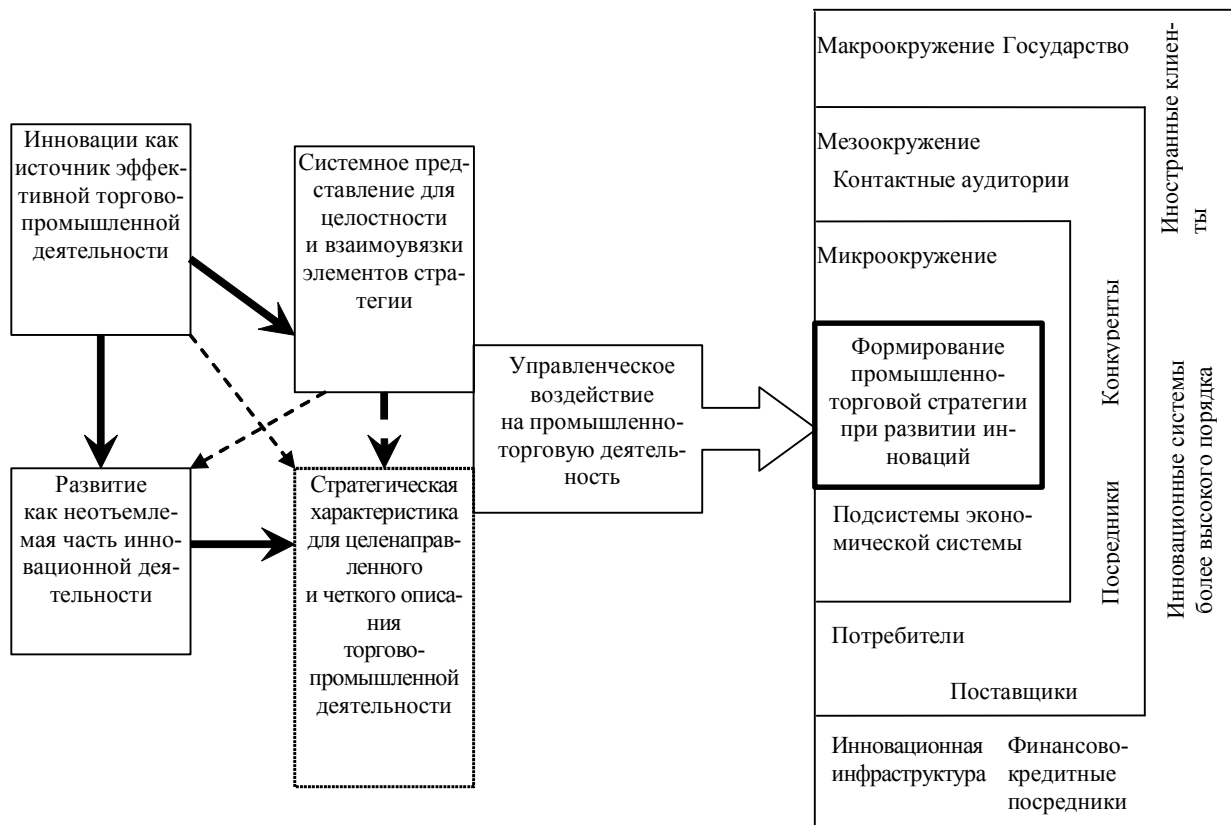 Инновации как
источник эффек-
тивной торгово-
промышленной
деятельности
Системное пред-
ставление для
целостности
и взаимоувязки
элементов стра-
тегии
Развитие
как неотъемле-
мая часть инно-
вационной дея-
тельности
Стратегическая
характеристика
для целенаправ-
ленного
и четкого описа-
ния
торгово-
промышленной
деятельности
Управленческое
воздействие
на промышленно-
торговую деятель-
ность
Макроокружение Государство
Мезоокружение
Контактные аудитории
Микроокружение
Формирование
промышленно-
торговой стратегии
при развитии ин-
новаций
Подсистемы эконо-
мической системы
Потребители
Поставщики
Инновационная
инфраструктура
Финансово-
кредитные
посредники
Конкуренты
Посредники
Иностранные клиен-
ты
Инновационные системы
более высокого порядка